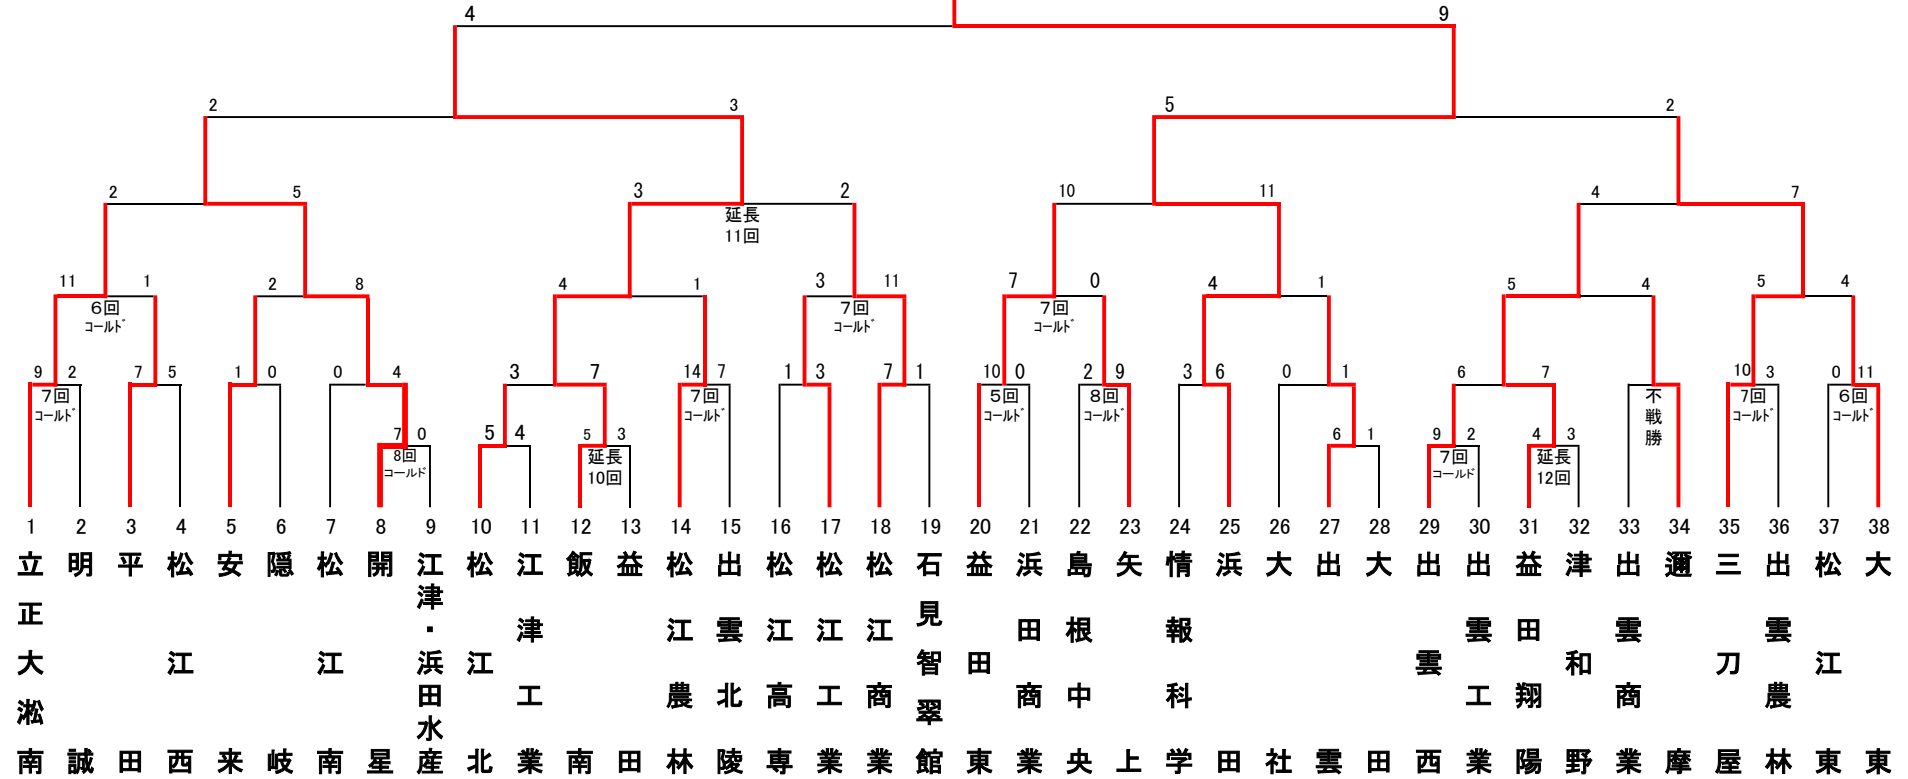 4 9
2 3 5 2
2 5 3 2 10 11 4 7
延長
11回
11 1 2 8 4 1 3 11 7 0 4 1 5 4 5 4
6回 7回 7回
コールド コールド コールド
9 2 7 5 1 0 0 4 3 7 14 7 1 3 7 1 10 0 2 9 3 6 0 1 6 7 10 3 0 11
7回 7回 5回 8回 不戦勝 7回 6回
コールド コールド コールド コールド コールド コールド
7 0 5 4 5 3 6 1 9 2 4 3
8回 延長 7回 延長
コールド 10回 コールド 12回
1 2 3 4 5 6 7 8 9 10 11 12 13 14 15 16 17 18 19 20 21 22 23 24 25 26 27 28 29 30 31 32 33 34 35 36 37 38
立正大淞南
明誠
平田
松江西
安来
隠岐
松江南
開星
江津・浜田水産
松江北
江津工業
飯南
益田
松江農林
出雲北陵
松江高専
松江工業
松江商業
石見智翠館
益田東
浜田商業
島根中央
矢上
情報科学
浜田
大社
出雲
大田
出雲西
出雲工業
益田翔陽
津和野
出雲商業
邇摩
三刀屋
出雲農林
松江東
大東